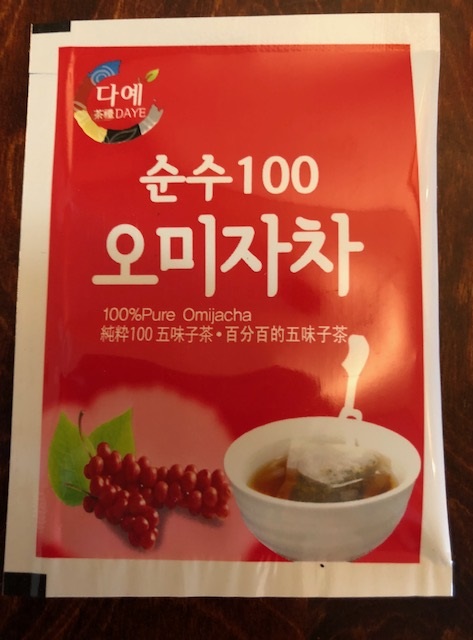 다예
茶禮DAYE
순수100
오미자차
100%Pure Omijacha
純粹100 五味子茶•百分百的五味子茶